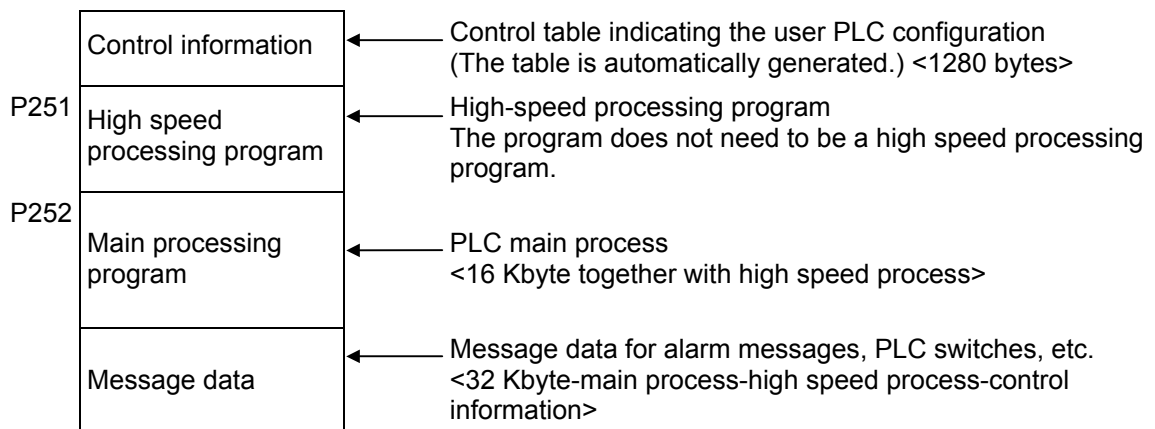 Control information
Control table indicating the user PLC configuration
(The table is automatically generated.) <1280 bytes>
P251
High speed
processing program
High-speed processing program
The program does not need to be a high speed processing
program.
P252
Main processing
program
PLC main process
<16 Kbyte together with high speed process>
Message data
Message data for alarm messages, PLC switches, etc.
<32 Kbyte-main process-high speed process-control
information>